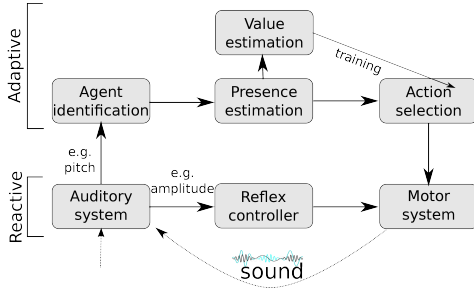 Adaptive
Value
estimation
training
Agent
identification
Presence
estimation
Action
selection
e.g.
pitch
e.g.
amplitude
Reactive
Auditory
system
Reflex
controller
Motor
system
sound